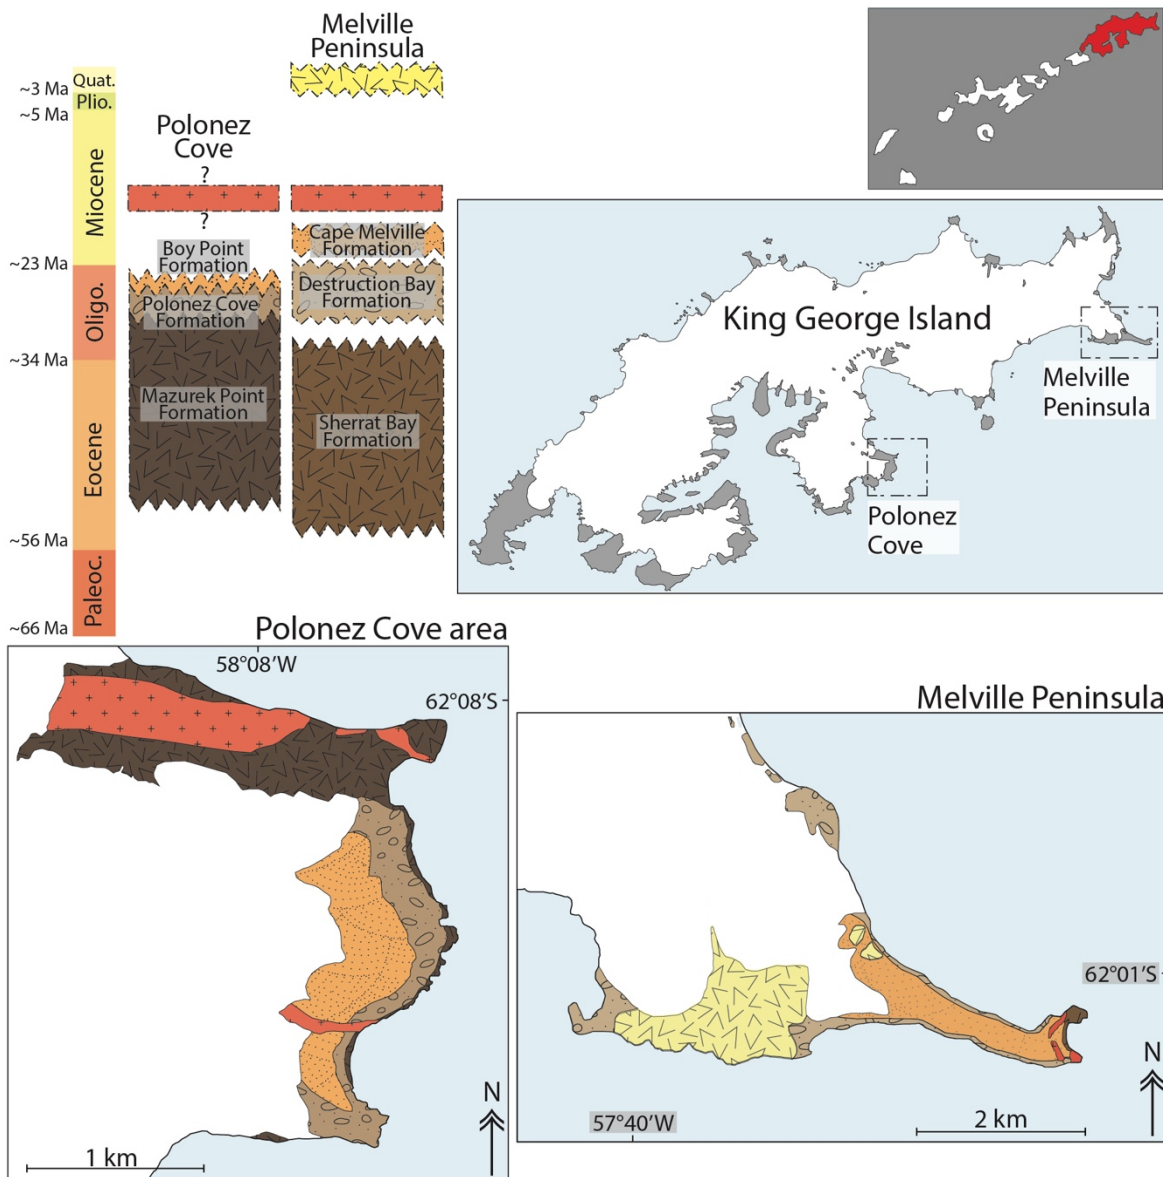 Melville
Peninsula
Quat.
~3 Ma
Plio.
~5 Ma
Polonez
Cove
?
Miocene
?
Cape Melville
Formation
Boy Point
Formation
~23 Ma
Destruction Bay
Formation
Polonez Cove
Formation
Oligo.
~34 Ma
Mazurek Point
Formation
Sherrat Bay
Formation
Eocene
~56 Ma
Paleoc.
~66 Ma
King George Island
Melville
Peninsula
Polonez
Cove
Polonez Cove area
58°08'W
62°08'S
N
1 km
Melville Peninsula
62°01'S
57°40'W
2 km
N